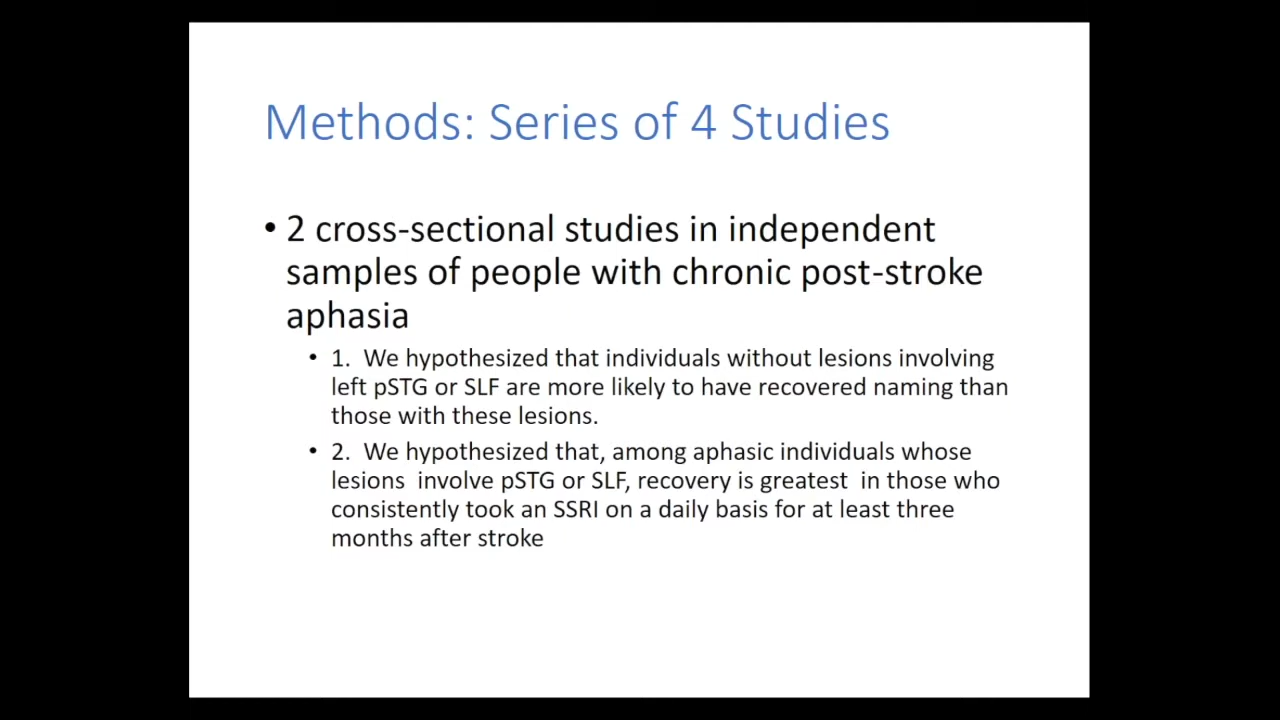 Methods: Series of 4 Studies
• 2 cross-sectional studies in independent
samples of people with chronic post-stroke
aphasia
• 1.  We hypothesized that individuals without lesions involving
left pSTG or SLF are more likely to have recovered naming than
those with these lesions.
• 2.  We hypothesized that, among aphasic individuals whose
lesions  involve pSTG or SLF, recovery is greatest  in those who
consistently took an SSRI on a daily basis for at least three
months after stroke